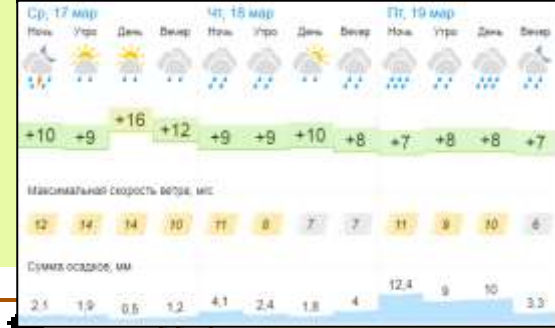 Ср, 17 мар Чт, 18 мар Пт, 19 мар
Ночь Утро День Вечер Ночь Утро День Вечер Ночь Утро День Вечер
+10 +9 +16 +12 +9 +9 +10 +8 +7 +8 +8 +7
Максимальная скорость ветра, м/с
12 14 14 10 11 8 7 7 11 9 10 6
Сумма осадков, мм
2,1 1,9 0,5 1,2 4,1 2,4 1,8 4 12,4 9 10 3,3